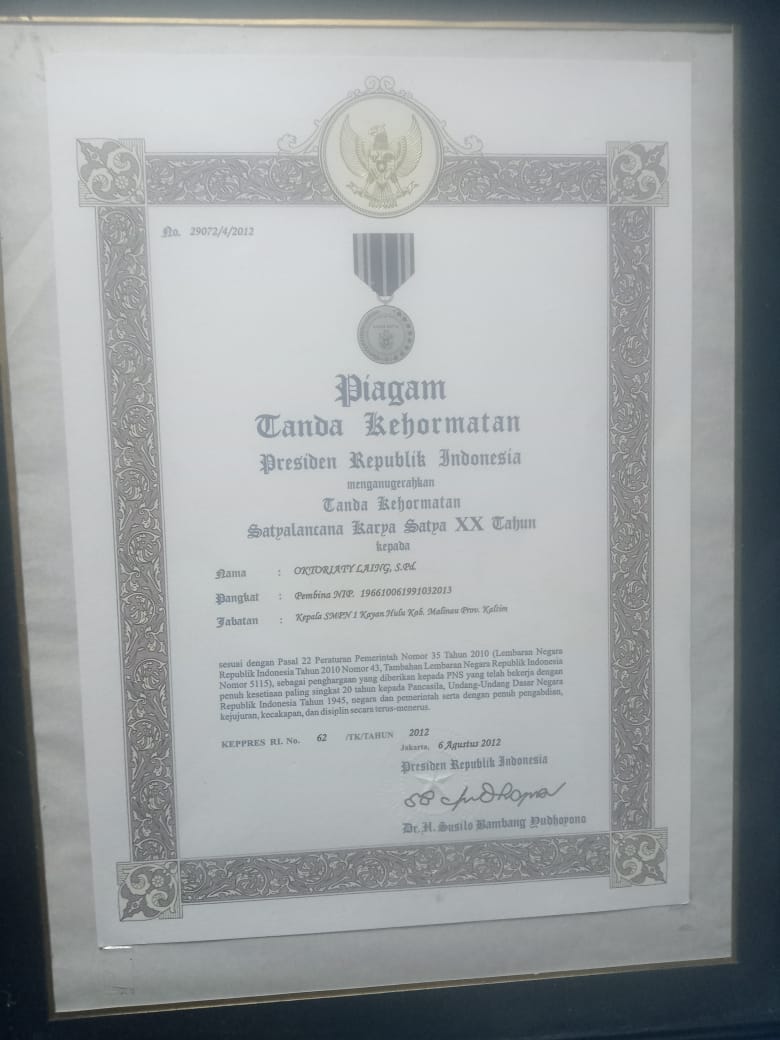 No. 29072/4/2012
Piagam
Tanda Kehormatan
Presiden Republik Indonesia
menganugerahkan
Tanda Kehormatan
Satyalancana Karya Satya XX Tahun
kepada
Nama : OKTORIATY LAING, S.Pd.
Pangkat : Pembina NIP. 196610061991032013
Jabatan : Kepala SMPN 1 Kayan Hulu Kab. Malinau Prov. Kaltim
sesuai dengan Pasal 22 Peraturan Pemerintah Nomor 35 Tahun 2010 (Lembaran Negara
Republik Indonesia Tahun 2010 Nomor 43, Tambahan Lembaran Negara Republik Indonesia
Nomor 5115), sebagai penghargaan yang diberikan kepada PNS yang telah bekerja dengan
penuh kesetiaan paling singkat 20 tahun kepada Pancasila, Undang-Undang Dasar Negara
Republik Indonesia Tahun 1945, negara dan pemerintah serta dengan penuh pengabdian,
kejujuran, kecakapan, dan disiplin secara terus-menerus.
KEPPRES RI. No. 62 /TK/TAHUN 2012
Jakarta, 6 Agustus 2012
Presiden Republik Indonesia
Dr. H. Susilo Bambang Yudhoyono